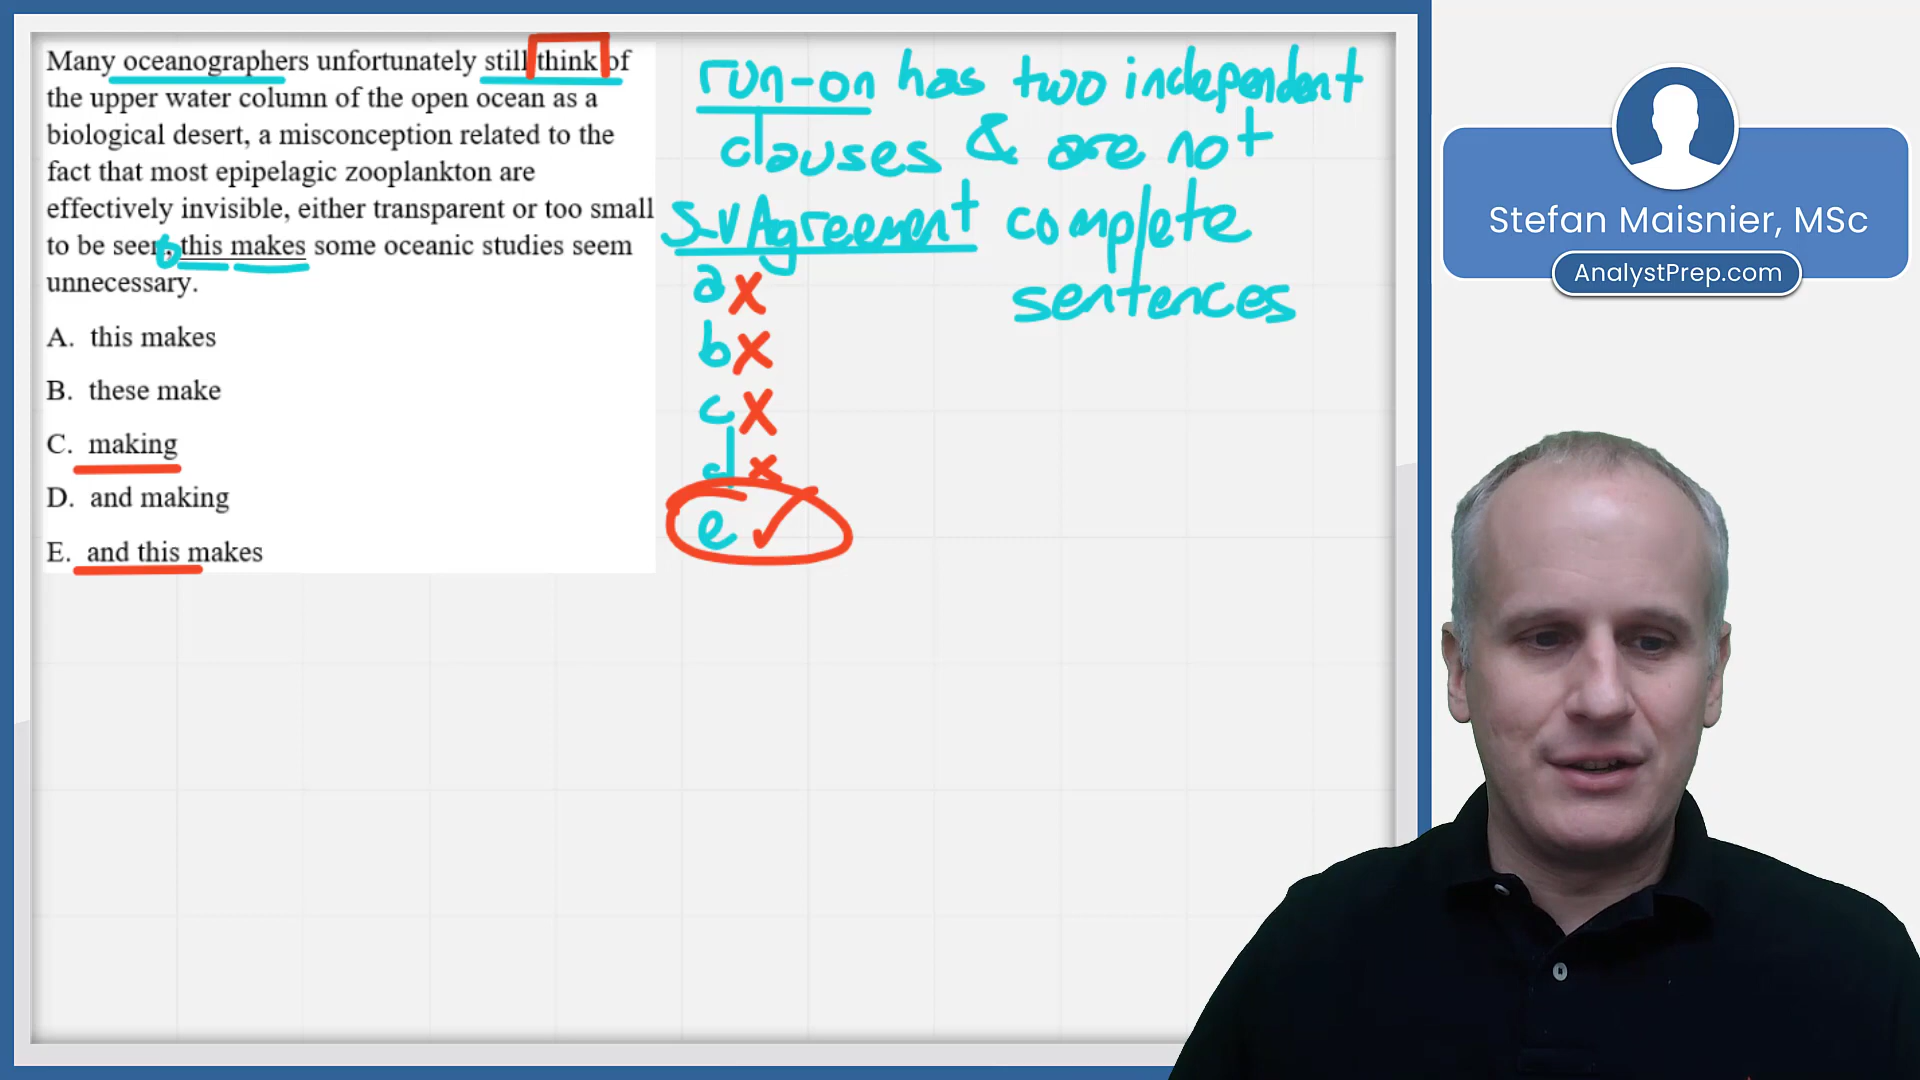 Many oceanographers unfortunately still think of
the upper water column of the open ocean as a
biological desert, a misconception related to the
fact that most epipelagic zooplankton are
effectively invisible, either transparent or too small
to be seen, this makes some oceanic studies seem
unnecessary.
A. this makes
B. these make
C. making
D. and making
E. and this makes
run-on has two independent
clauses & are not
S-V Agreement complete
sentences
a X
b X
c X
d X
e ✓
Stefan Maisnier, MSc
AnalystPrep.com